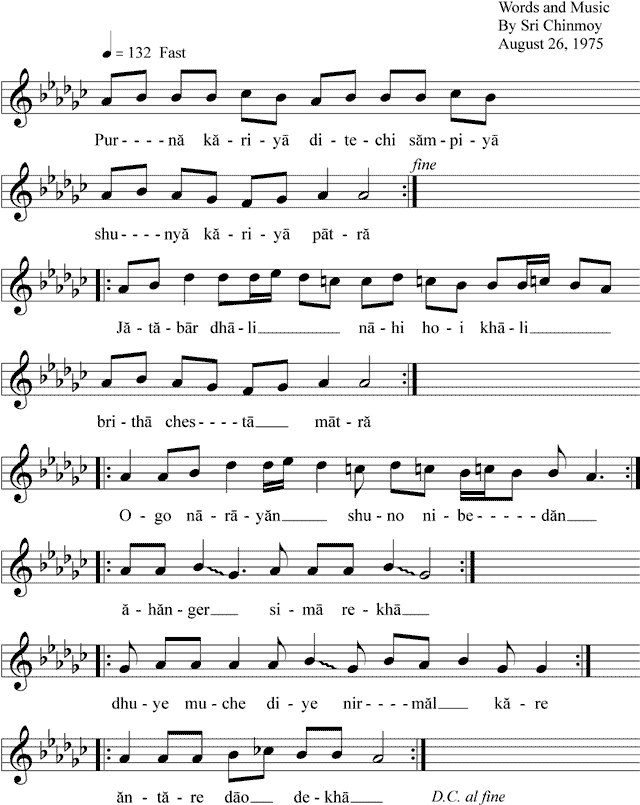 Words and Music
By Sri Chinmoy
August 26, 1975
= 132 Fast
Pur - - - - nă kă - ri - yā di - te - chi săm - pi - yā
fine
shu - - - - nyă kă - ri - yā pāt - ră
Jă - tă - bār dhā - li nā - hi ho - i khā - li
bri - thā ches - - - - tā māt - ră
O - go nā - rā - yăn shu - no ni - be - - - - - dăn
ă - hăn - ger si - mā re - khā
dhu - ye mu - che di - ye nir - - - - măl kă - re
ăn - tă - re dāo de - khā D.C. al fine